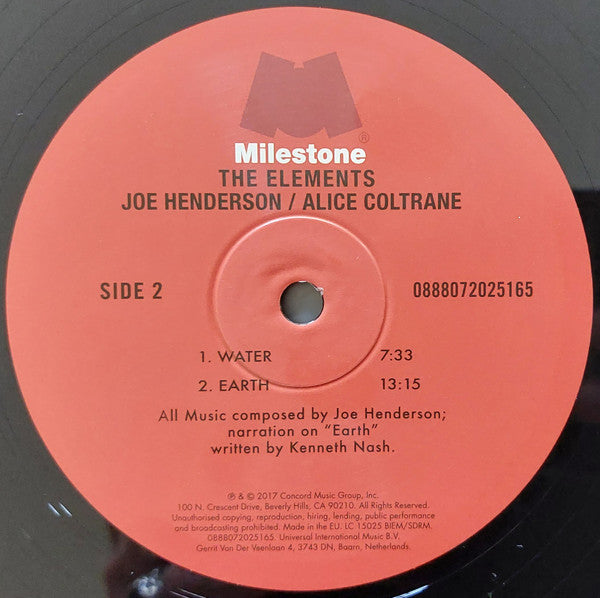 ®
Milestone
THE ELEMENTS
JOE HENDERSON / ALICE COLTRANE
SIDE 2
0888072025165
1. WATER 7:33
2. EARTH 13:15
All Music composed by Joe Henderson;
narration on "Earth"
written by Kenneth Nash.
℗ & © 2017 Concord Music Group, Inc.
100 N. Crescent Drive, Beverly Hills, CA 90210. All Rights Reserved.
Unauthorised copying, reproduction, hiring, lending, public performance
and broadcasting prohibited. Made in the EU. LC 15025 BIEM/SDRM.
0888072025165. Universal International Music B.V.
Gerrit Van Der Veenlaan 4, 3743 DN, Baarn, Netherlands.